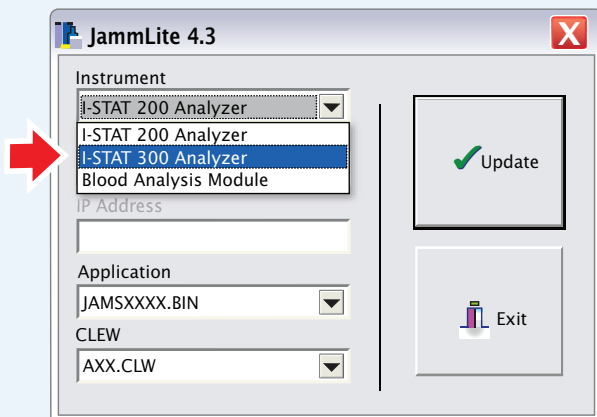 JammLite 4.3
Instrument
I-STAT 200 Analyzer
I-STAT 200 Analyzer
I-STAT 300 Analyzer
Blood Analysis Module
IP Address
Application
JAMSXXXX.BIN
CLEW
AXX.CLW
Update
Exit